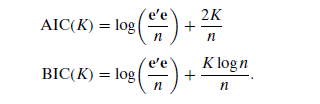 AIC(K) = log(e′e/n) + 2K/n
BIC(K) = log(e′e/n) + K log n/n.